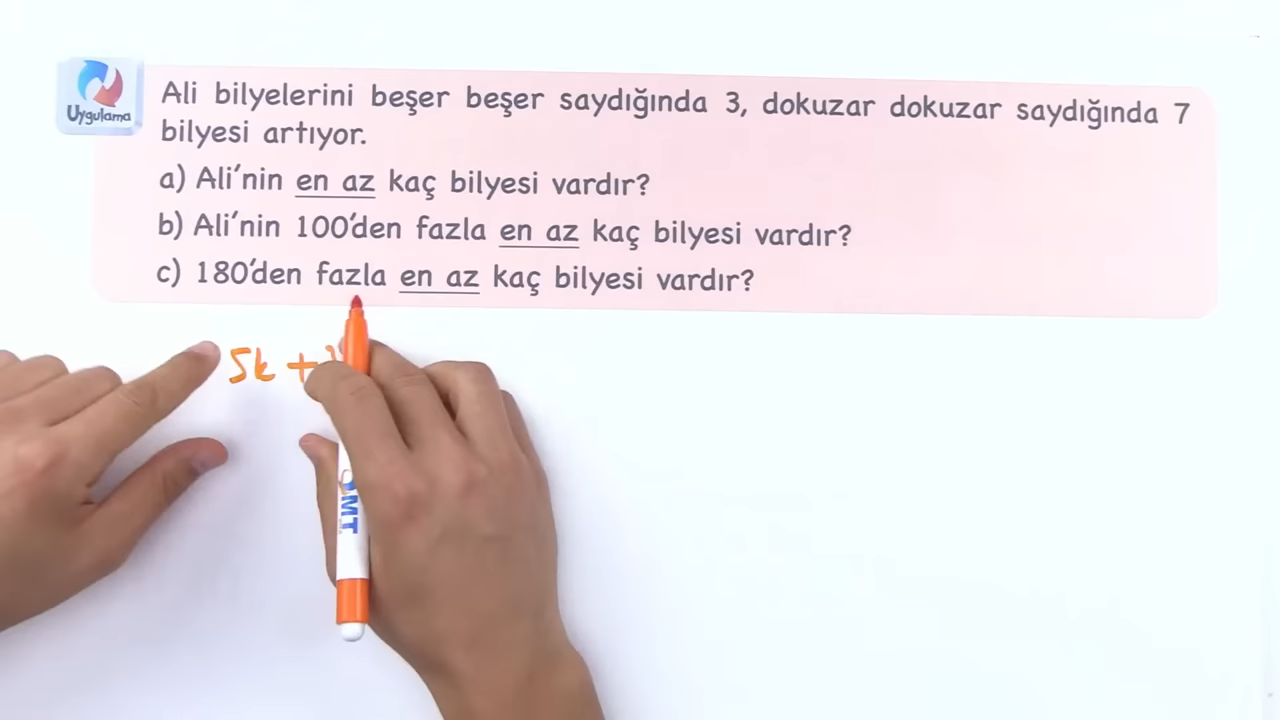 Uygulama
Ali bilyelerini beşer beşer saydığında 3, dokuzar dokuzar saydığında 7
bilyesi artıyor.
a) Ali'nin en az kaç bilyesi vardır?
b) Ali'nin 100'den fazla en az kaç bilyesi vardır?
c) 180'den fazla en az kaç bilyesi vardır?
5k +
MT